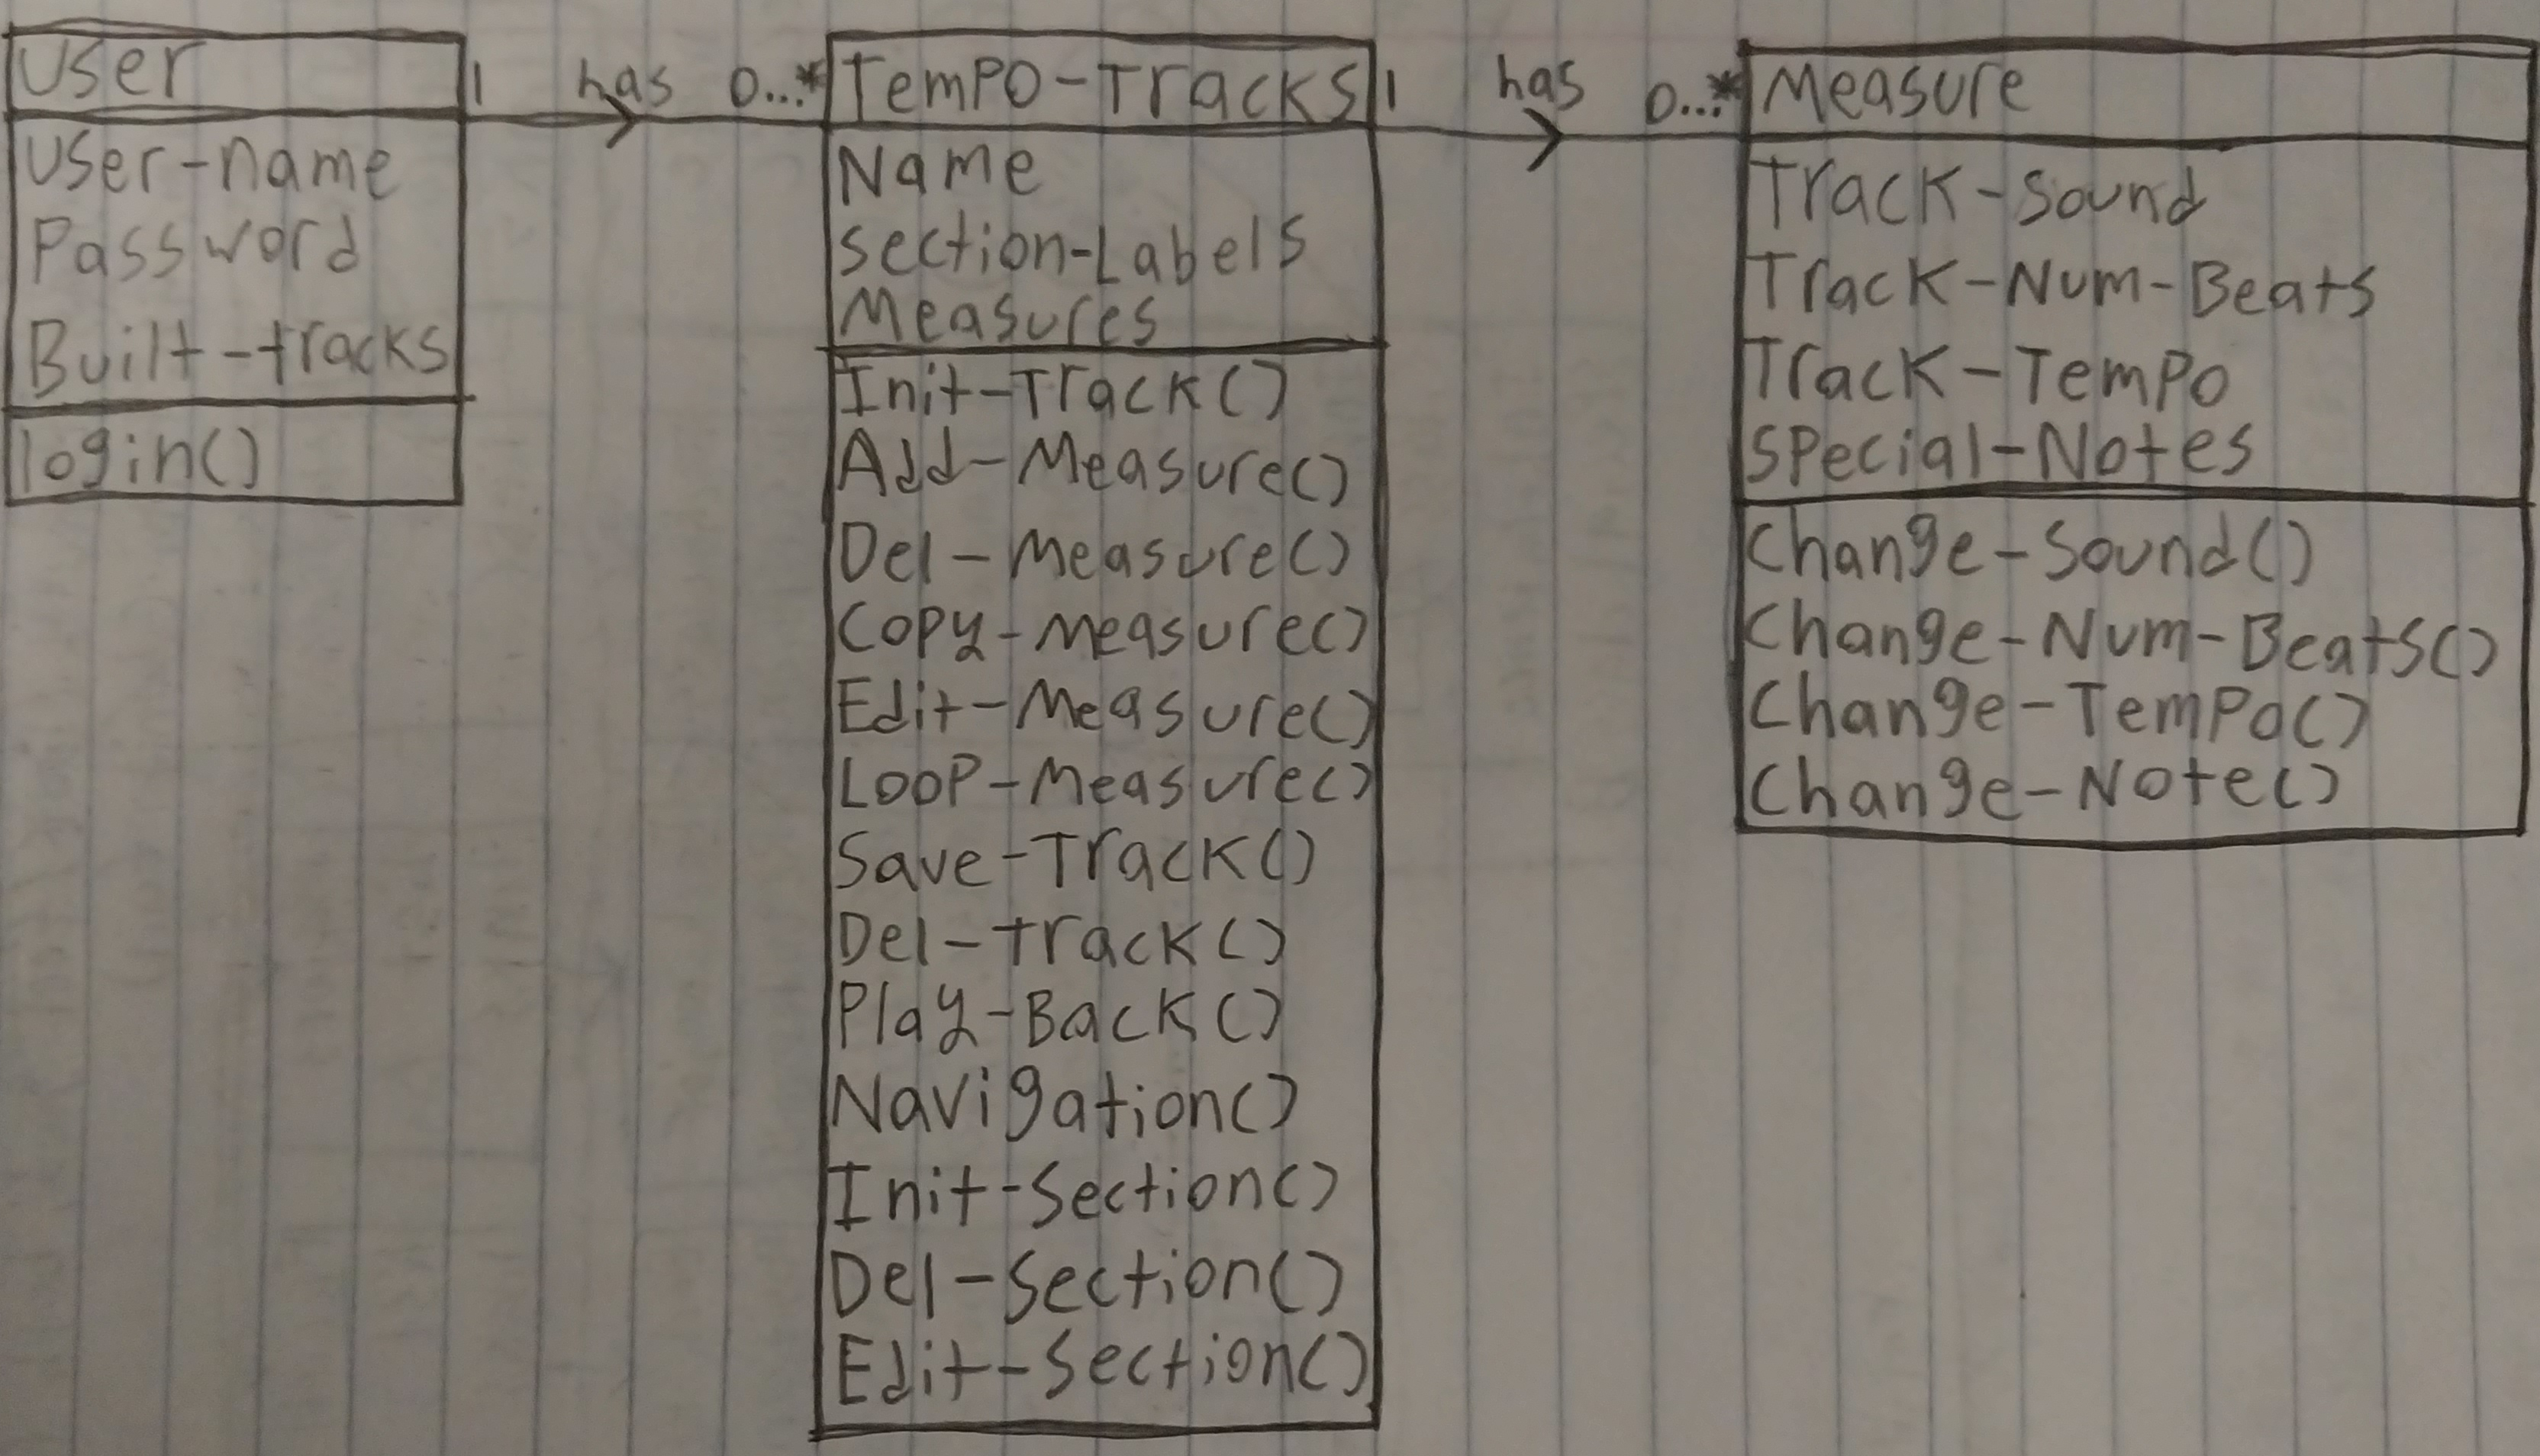 User
User-name
Password
Built-tracks
login()
1 has 0...*
Tempo-Tracks
Name
Section-Labels
Measures
Init-Track()
Add-Measure()
Del-Measure()
Copy-Measure()
Edit-Measure()
Loop-Measure()
Save-Track()
Del-Track()
Play-Back()
Navigation()
Init-Section()
Del-Section()
Edit-Section()
1 has 0...*
Measure
Track-Sound
Track-Num-Beats
Track-Tempo
Special-Notes
Change-Sound()
Change-Num-Beats()
Change-Tempo()
Change-Note()